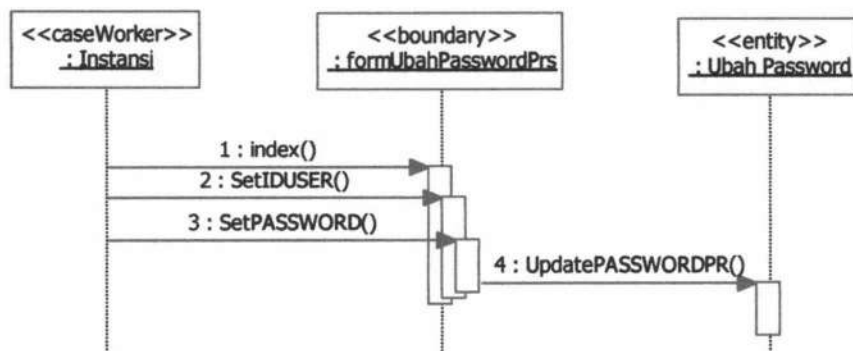 <<caseWorker>>
: Instansi
<<boundary>>
: formUbahPasswordPrs
<<entity>>
: Ubah Password
1 : index()
2 : SetIDUSER()
3 : SetPASSWORD()
4 : UpdatePASSWORDPR()